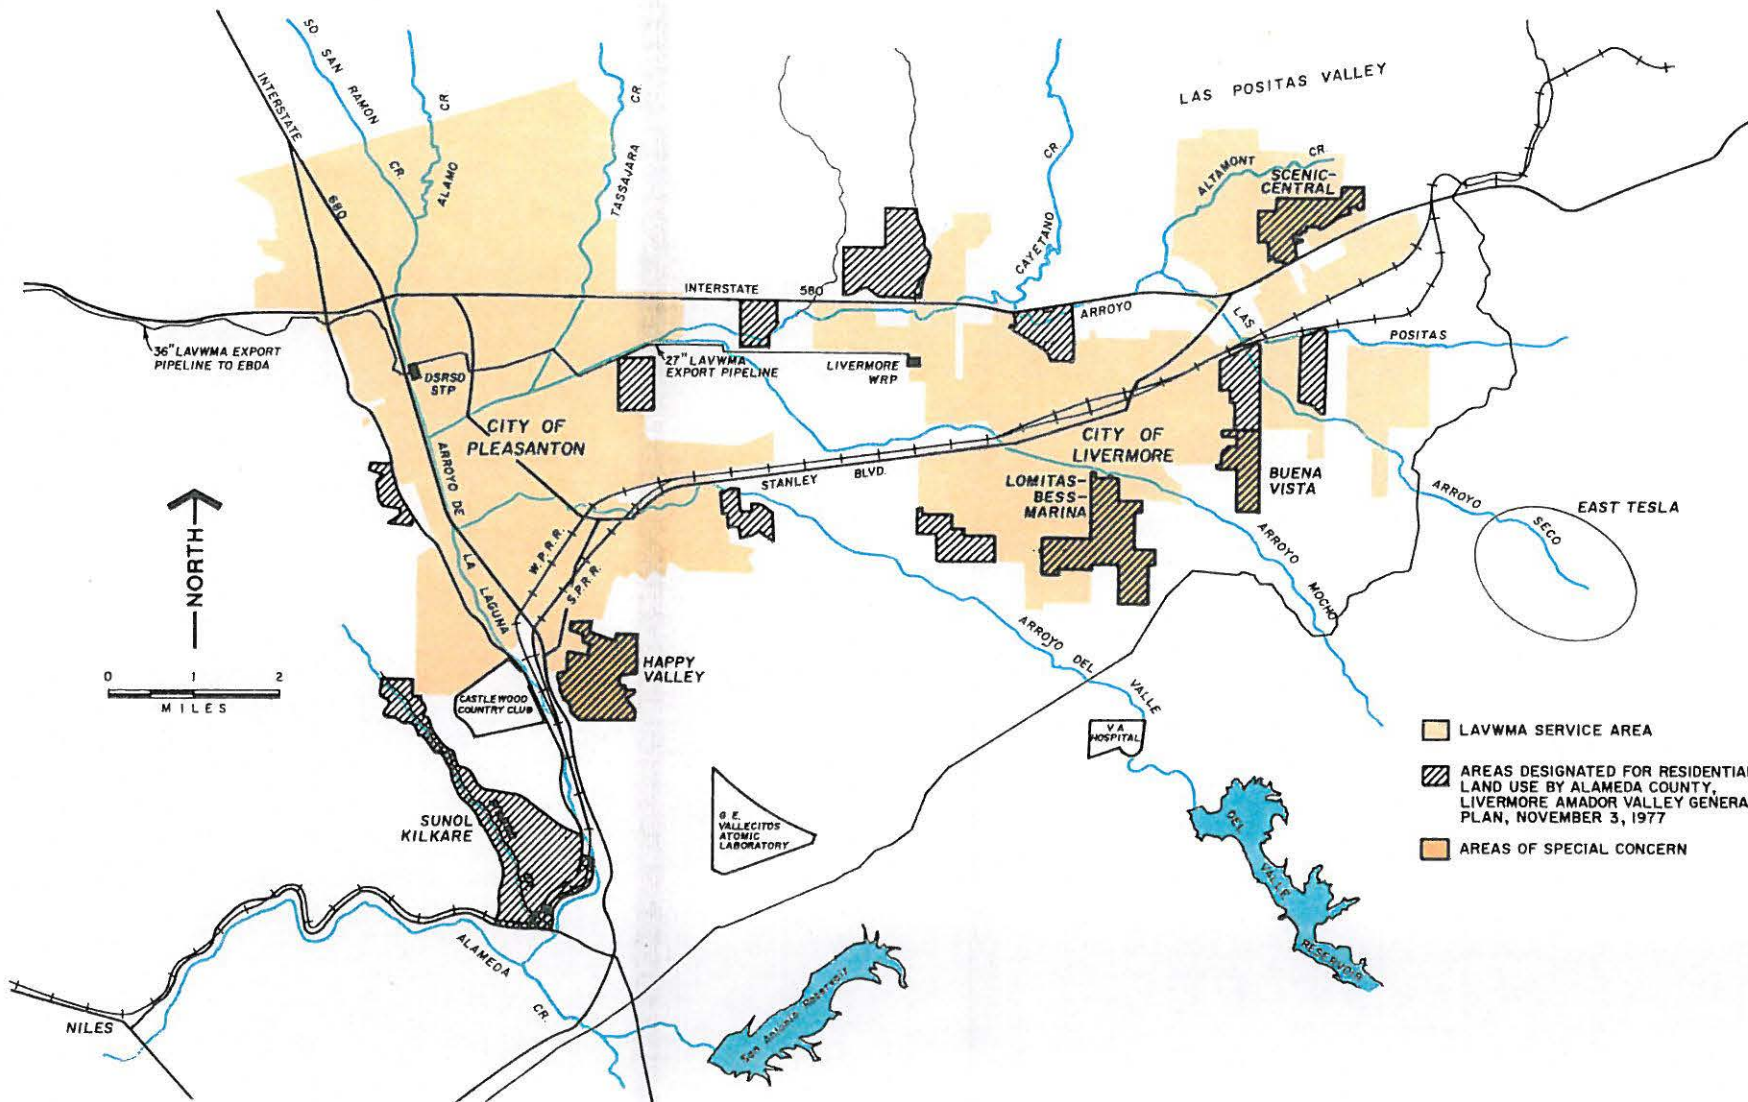 SO. SAN RAMON CR.
ALAMO CR
TASSAJARA CR.
INTERSTATE 680
LAS POSITAS VALLEY
CAYETANO CR
ALTAMONT CR.
SCENIC-
CENTRAL
INTERSTATE 580
ARROYO LAS POSITAS
36" LAVWMA EXPORT
PIPELINE TO EBDA
DSRSD
STP
27" LAVWMA
EXPORT PIPELINE
LIVERMORE
WRP
CITY OF
PLEASANTON
CITY OF
LIVERMORE
STANLEY BLVD.
LOMITAS-
BESS-
MARINA
BUENA
VISTA
ARROYO SECO
EAST TESLA
ARROYO DE LA LAGUNA
W.P.R.R.
S.P.R.R.
ARROYO MOCHO
ARROYO DEL VALLE
NORTH
0 1 2
MILES
HAPPY
VALLEY
CASTLEWOOD
COUNTRY CLUB
V A
HOSPITAL
SUNOL
KILKARE
G. E.
VALLECITOS
ATOMIC
LABORATORY
DEL VALLE RESERVOIR
San Antonio Reservoir
ALAMEDA CR.
NILES
LAVWMA SERVICE AREA
AREAS DESIGNATED FOR RESIDENTIAL
LAND USE BY ALAMEDA COUNTY,
LIVERMORE AMADOR VALLEY GENERA
PLAN, NOVEMBER 3, 1977
AREAS OF SPECIAL CONCERN